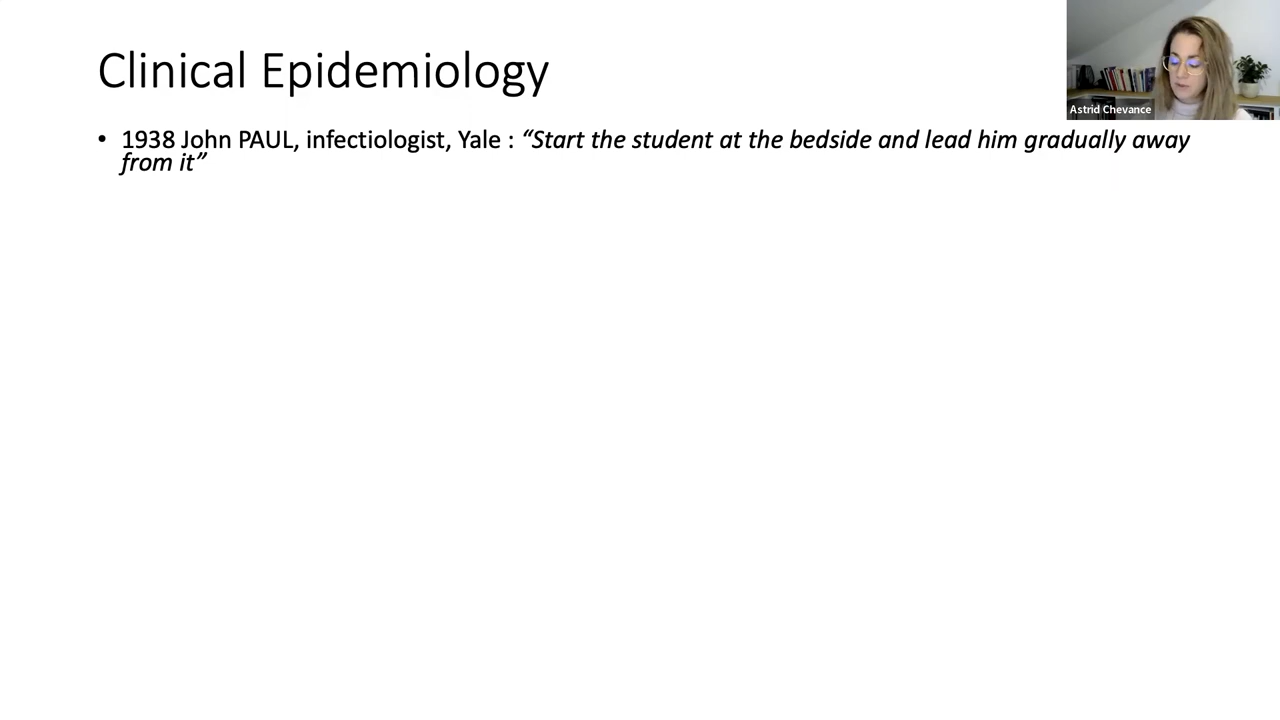 Clinical Epidemiology
Astrid Chevance
• 1938 John PAUL, infectiologist, Yale : “Start the student at the bedside and lead him gradually away
from it”